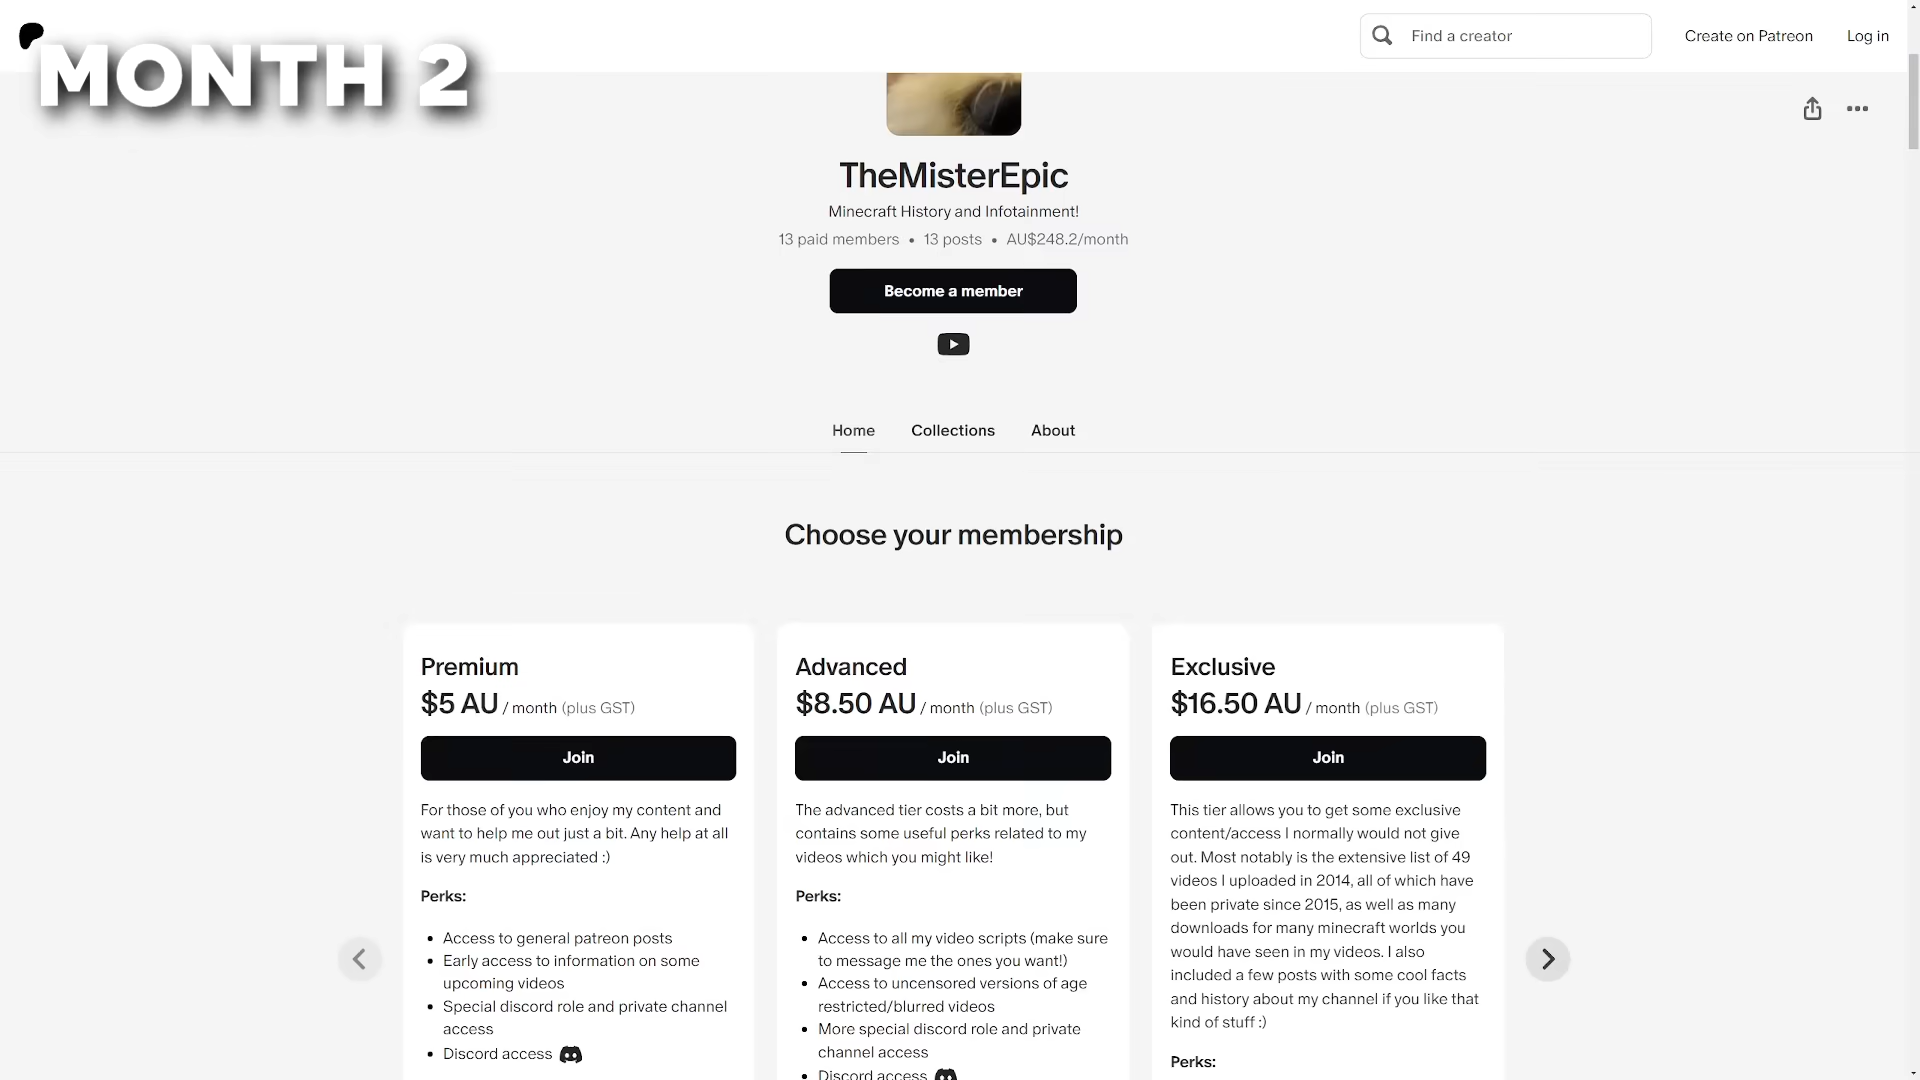 MONTH 2
Find a creator
Create on Patreon
Log in
TheMisterEpic
Minecraft History and Infotainment!
13 paid members • 13 posts • AU$248.2/month
Become a member
Home
Collections
About
Choose your membership
Premium
$5 AU / month (plus GST)
Join
For those of you who enjoy my content and
want to help me out just a bit. Any help at all
is very much appreciated :)
Perks:
• Access to general patreon posts
• Early access to information on some
upcoming videos
• Special discord role and private channel
access
• Discord access
Advanced
$8.50 AU / month (plus GST)
Join
The advanced tier costs a bit more, but
contains some useful perks related to my
videos which you might like!
Perks:
• Access to all my video scripts (make sure
to message me the ones you want!)
• Access to uncensored versions of age
restricted/blurred videos
• More special discord role and private
channel access
• Discord access
Exclusive
$16.50 AU / month (plus GST)
Join
This tier allows you to get some exclusive
content/access I normally would not give
out. Most notably is the extensive list of 49
videos I uploaded in 2014, all of which have
been private since 2015, as well as many
downloads for many minecraft worlds you
would have seen in my videos. I also
included a few posts with some cool facts
and history about my channel if you like that
kind of stuff :)
Perks: